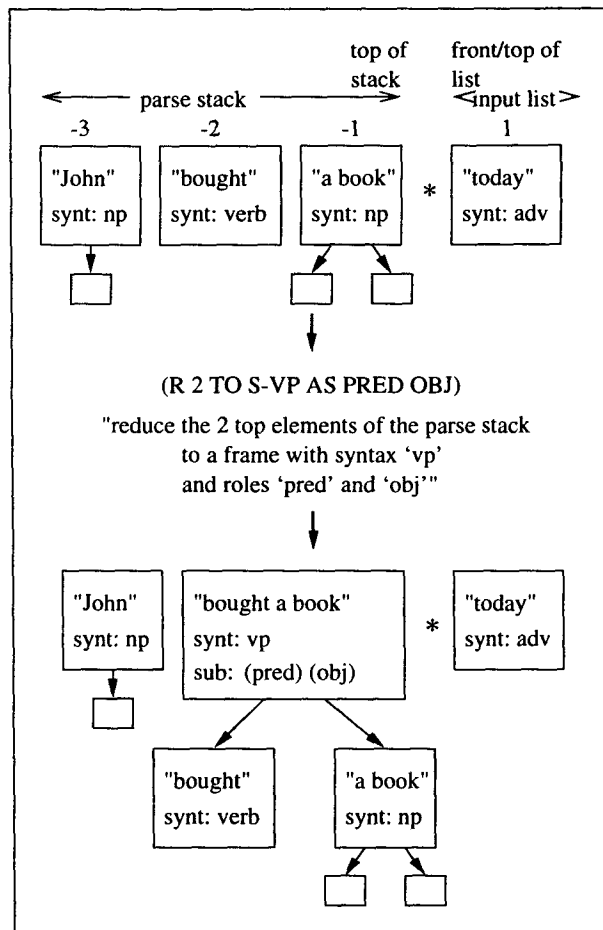 top of front/top of
stack list
parse stack <input list>
-3 -2 -1 1
"John" "bought" "a book" "today"
synt: np synt: verb synt: np * synt: adv
(R 2 TO S-VP AS PRED OBJ)
"reduce the 2 top elements of the parse stack
to a frame with syntax ‘vp’
and roles ‘pred’ and ‘obj’"
"John" "bought a book" "today"
synt: np synt: vp * synt: adv
sub: (pred) (obj)
"bought" "a book"
synt: verb synt: np